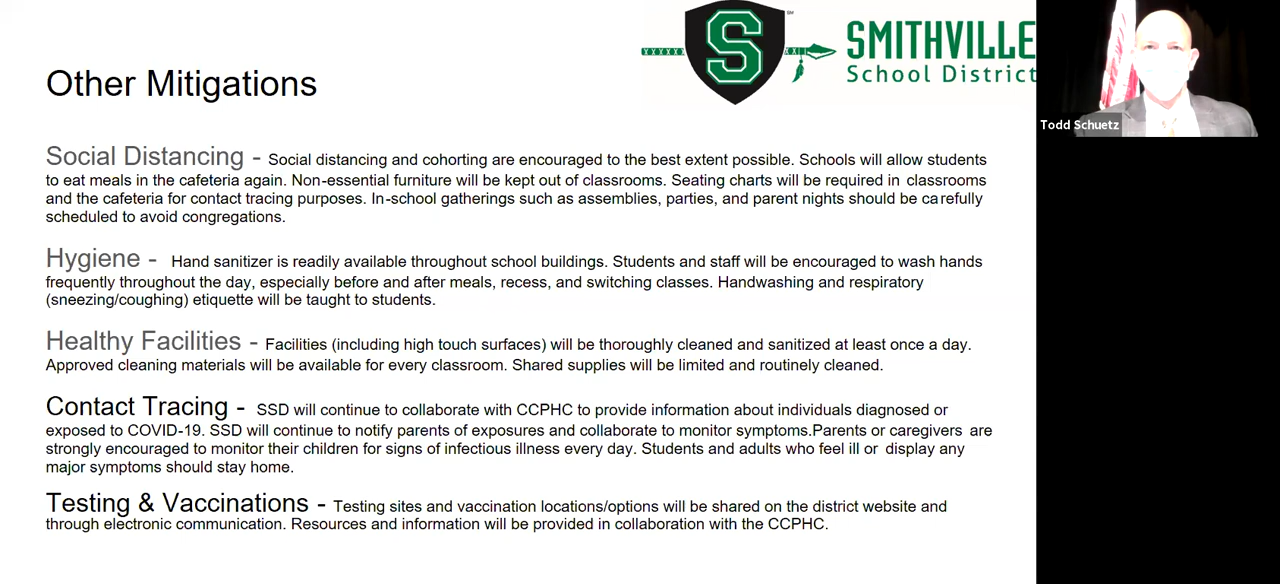 SMITHVILLE
School District
S
SM
Other Mitigations
Todd Schuetz
Social Distancing - Social distancing and cohorting are encouraged to the best extent possible. Schools will allow students
to eat meals in the cafeteria again. Non-essential furniture will be kept out of classrooms. Seating charts will be required in classrooms
and the cafeteria for contact tracing purposes. In-school gatherings such as assemblies, parties, and parent nights should be carefully
scheduled to avoid congregations.
Hygiene - Hand sanitizer is readily available throughout school buildings. Students and staff will be encouraged to wash hands
frequently throughout the day, especially before and after meals, recess, and switching classes. Handwashing and respiratory
(sneezing/coughing) etiquette will be taught to students.
Healthy Facilities - Facilities (including high touch surfaces) will be thoroughly cleaned and sanitized at least once a day.
Approved cleaning materials will be available for every classroom. Shared supplies will be limited and routinely cleaned.
Contact Tracing - SSD will continue to collaborate with CCPHC to provide information about individuals diagnosed or
exposed to COVID-19. SSD will continue to notify parents of exposures and collaborate to monitor symptoms.Parents or caregivers are
strongly encouraged to monitor their children for signs of infectious illness every day. Students and adults who feel ill or display any
major symptoms should stay home.
Testing & Vaccinations - Testing sites and vaccination locations/options will be shared on the district website and
through electronic communication. Resources and information will be provided in collaboration with the CCPHC.